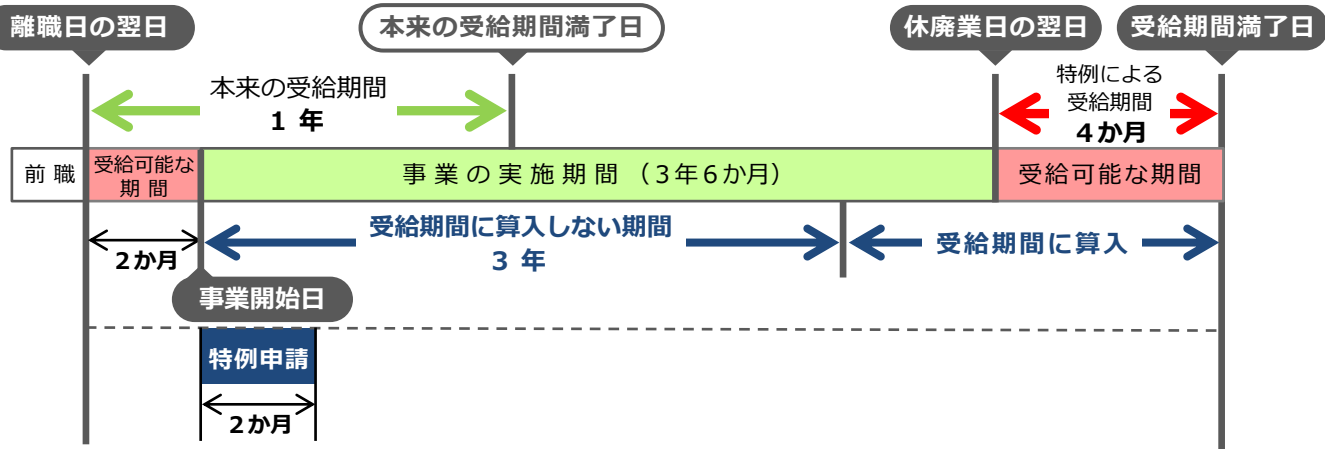 離職日の翌日
本来の受給期間満了日
休廃業日の翌日
受給期間満了日
本来の受給期間
1 年
特例による
受給期間
4か月
前 職
受給可能な
期 間
事 業 の 実 施 期 間 （3年6か月）
受給可能な期間
2か月
受給期間に算入しない期間
3 年
受給期間に算入
事業開始日
特例申請
2か月